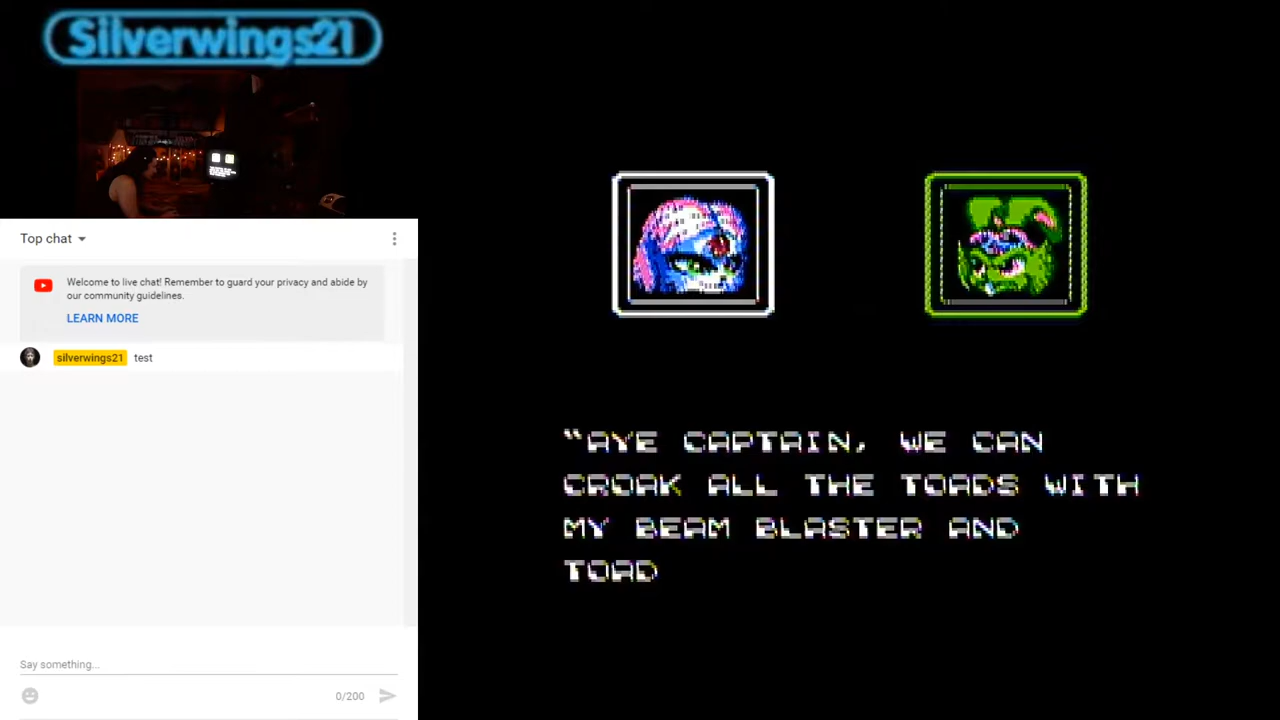 Silverwings21
Top chat
Welcome to live chat! Remember to guard your privacy and abide by
our community guidelines.
LEARN MORE
silverwings21 test
Say something...
0/200
"AYE CAPTAIN, WE CAN
CROAK ALL THE TOADS WITH
MY BEAM BLASTER AND
TOAD